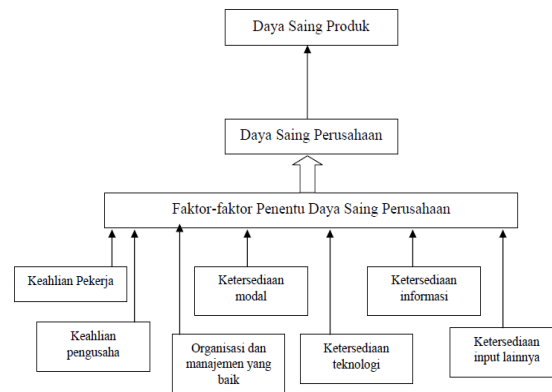 Daya Saing Produk
Daya Saing Perusahaan
Faktor-faktor Penentu Daya Saing Perusahaan
Keahlian Pekerja
Ketersediaan
modal
Ketersediaan
informasi
Keahlian
pengusaha
Organisasi dan
manajemen yang
baik
Ketersediaan
teknologi
Ketersediaan
input lainnya